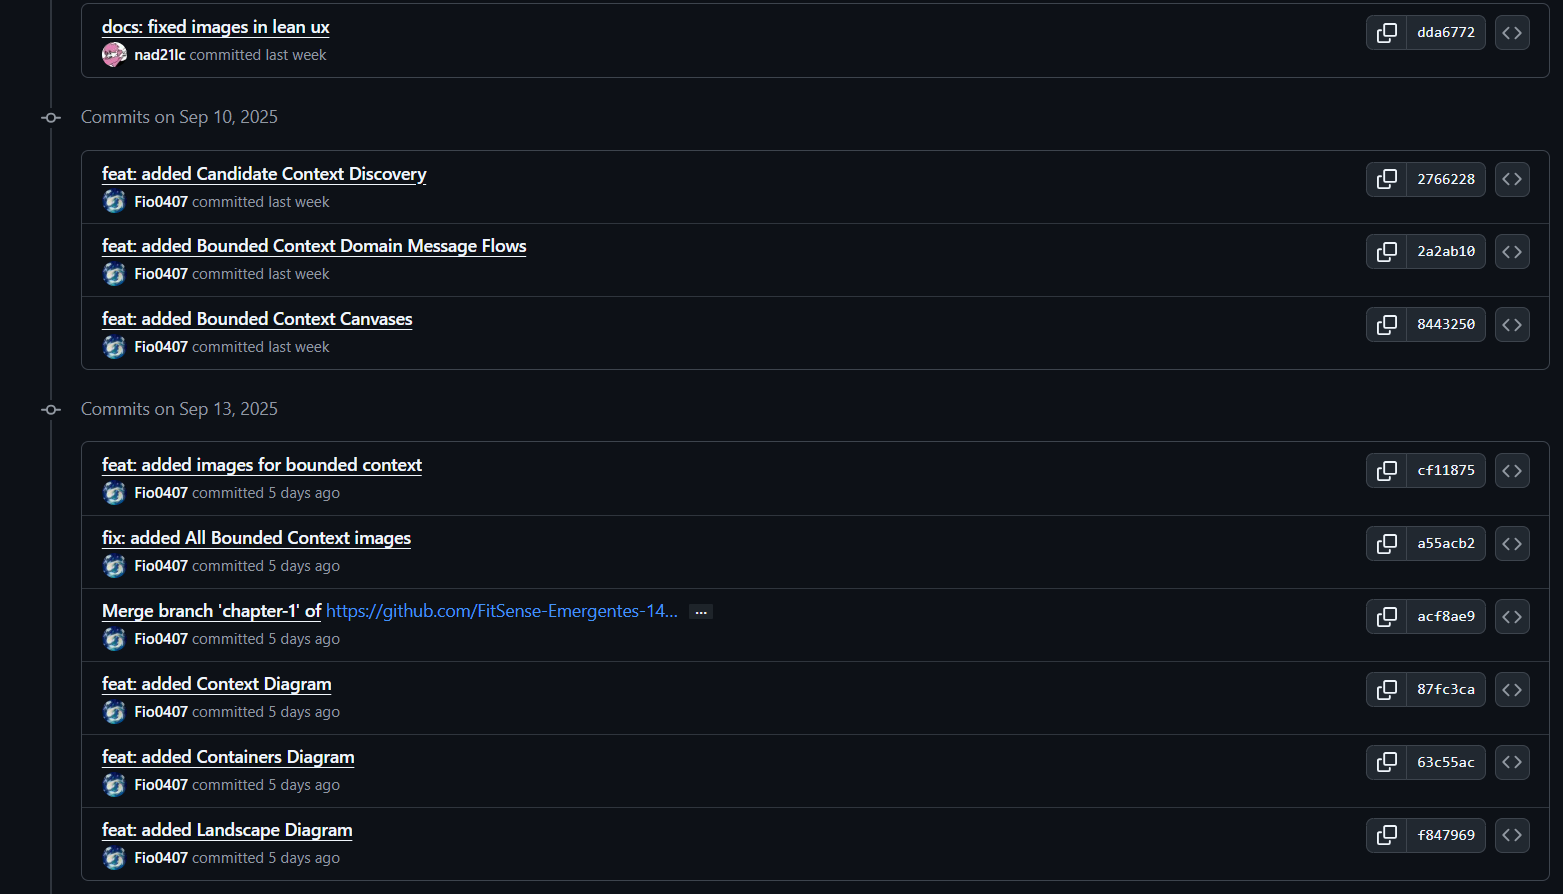 docs: fixed images in lean ux
dda6772
nad21lc committed last week
Commits on Sep 10, 2025
feat: added Candidate Context Discovery
2766228
Fio0407 committed last week
feat: added Bounded Context Domain Message Flows
2a2ab10
Fio0407 committed last week
feat: added Bounded Context Canvases
8443250
Fio0407 committed last week
Commits on Sep 13, 2025
feat: added images for bounded context
cf11875
Fio0407 committed 5 days ago
fix: added All Bounded Context images
a55acb2
Fio0407 committed 5 days ago
Merge branch 'chapter-1' of https://github.com/FitSense-Emergentes-14... ...
acf8ae9
Fio0407 committed 5 days ago
feat: added Context Diagram
87fc3ca
Fio0407 committed 5 days ago
feat: added Containers Diagram
63c55ac
Fio0407 committed 5 days ago
feat: added Landscape Diagram
f847969
Fio0407 committed 5 days ago